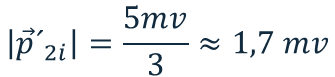 |p⃗´₂ᵢ| = 5mv/3 ≈ 1,7 mv